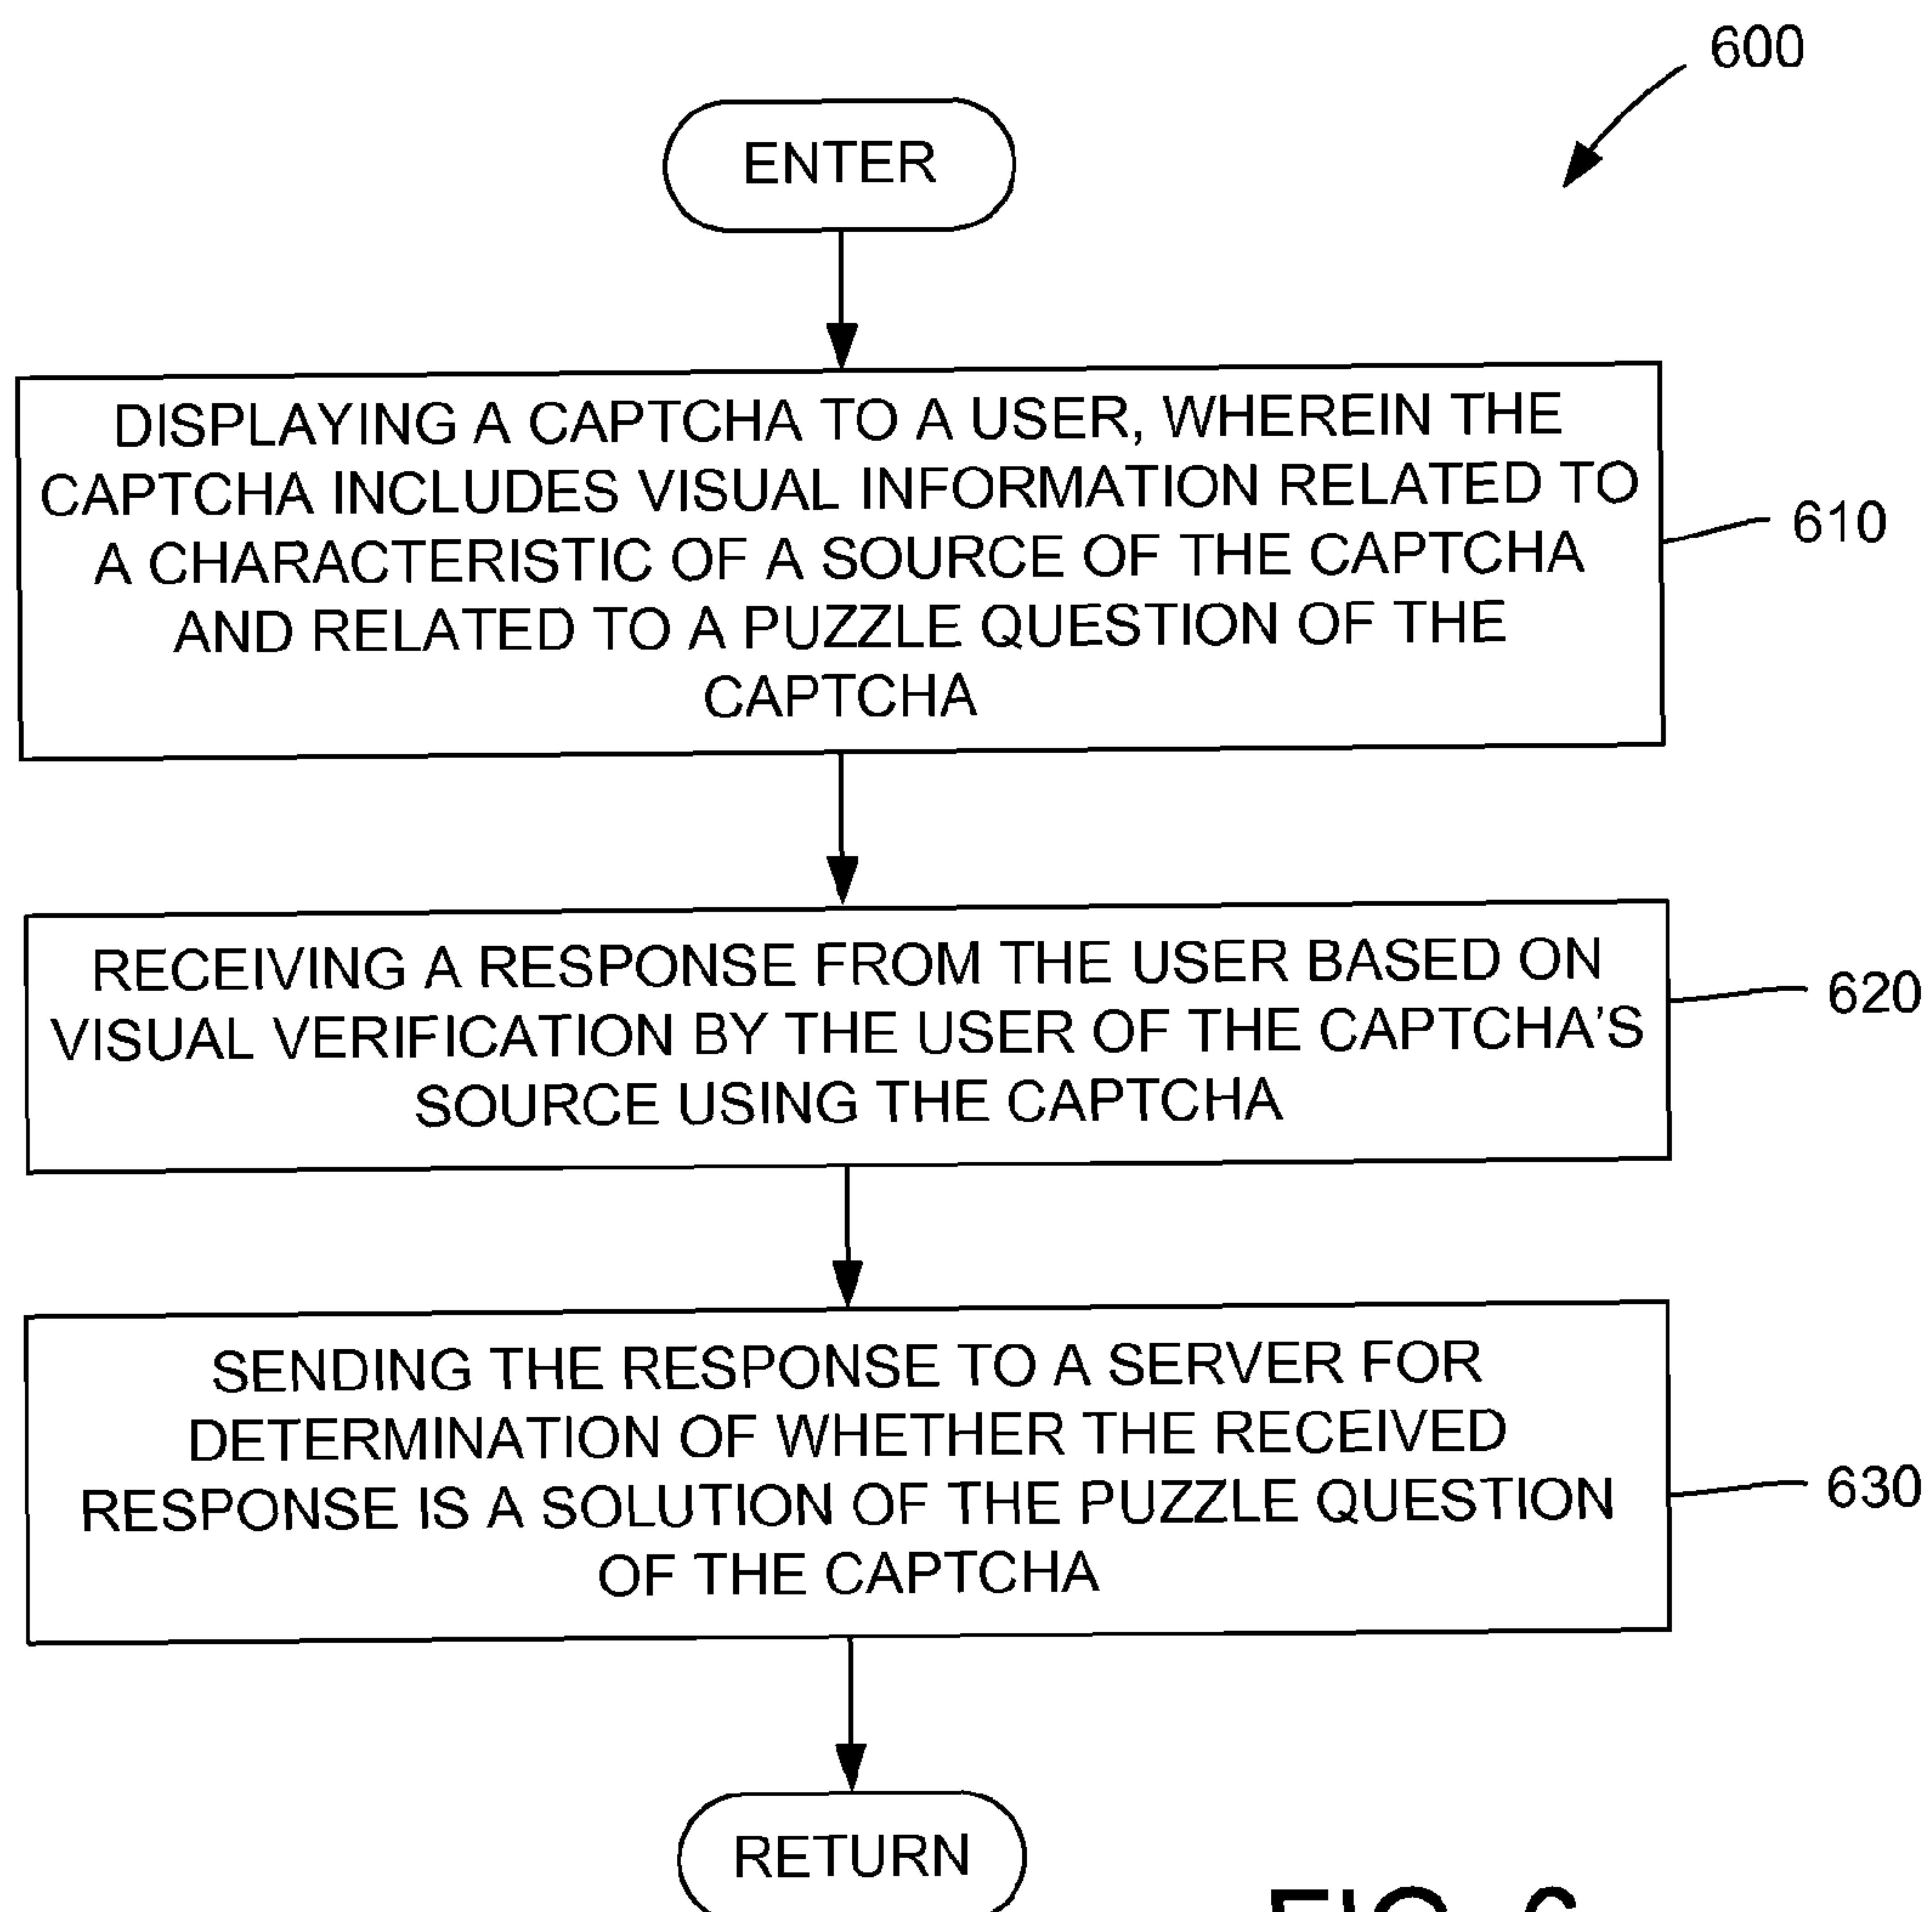 600
ENTER
DISPLAYING A CAPTCHA TO A USER, WHEREIN THE
CAPTCHA INCLUDES VISUAL INFORMATION RELATED TO
A CHARACTERISTIC OF A SOURCE OF THE CAPTCHA
AND RELATED TO A PUZZLE QUESTION OF THE
CAPTCHA
610
RECEIVING A RESPONSE FROM THE USER BASED ON
VISUAL VERIFICATION BY THE USER OF THE CAPTCHA'S
SOURCE USING THE CAPTCHA
620
SENDING THE RESPONSE TO A SERVER FOR
DETERMINATION OF WHETHER THE RECEIVED
RESPONSE IS A SOLUTION OF THE PUZZLE QUESTION
OF THE CAPTCHA
630
RETURN